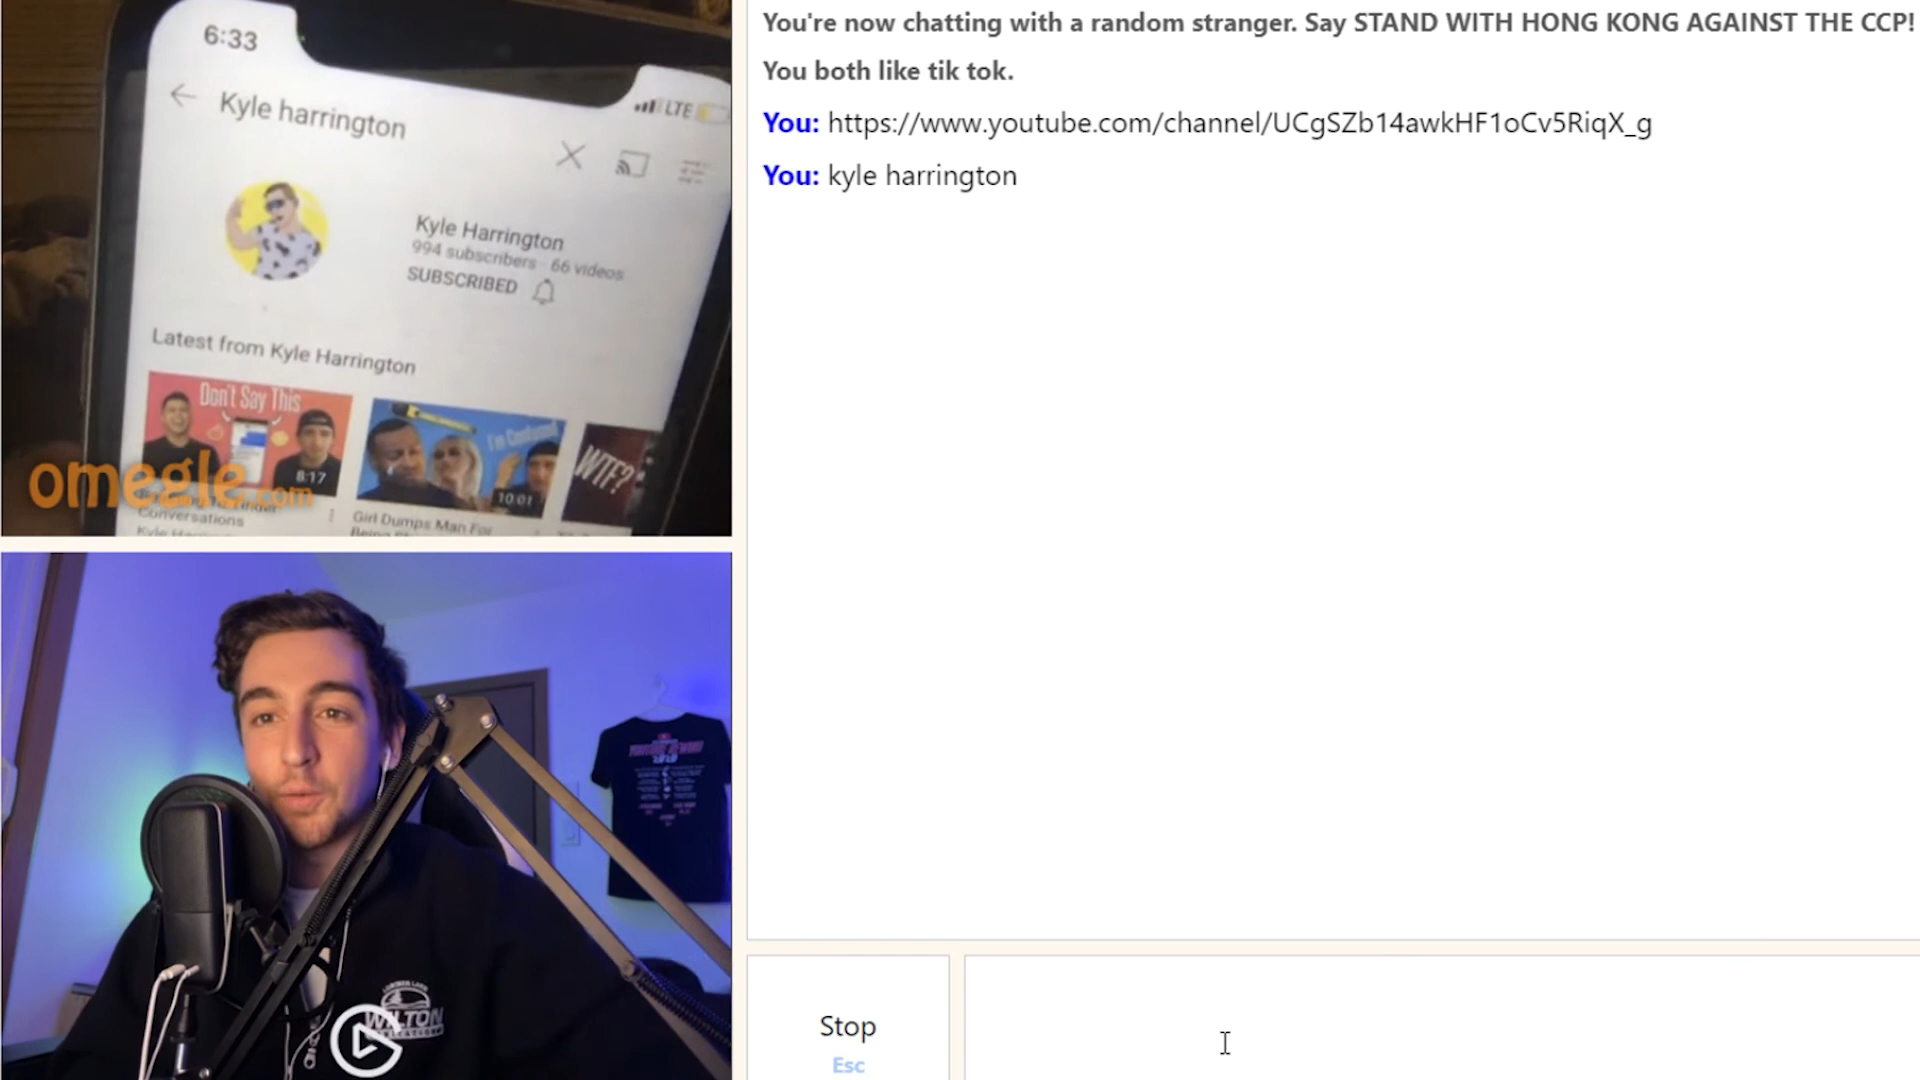 6:33
LTE
Kyle harrington
Kyle Harrington
994 subscribers · 66 videos
SUBSCRIBED
Latest from Kyle Harrington
Don't Say This
8:17
I'm Confused
10:01
WTF?
Conversations
Girl Dumps Man For
omegle.com
You're now chatting with a random stranger. Say STAND WITH HONG KONG AGAINST THE CCP!
You both like tik tok.
You: https://www.youtube.com/channel/UCgSZb14awkHF1oCv5RiqX_g
You: kyle harrington
WILTON
Stop
Esc